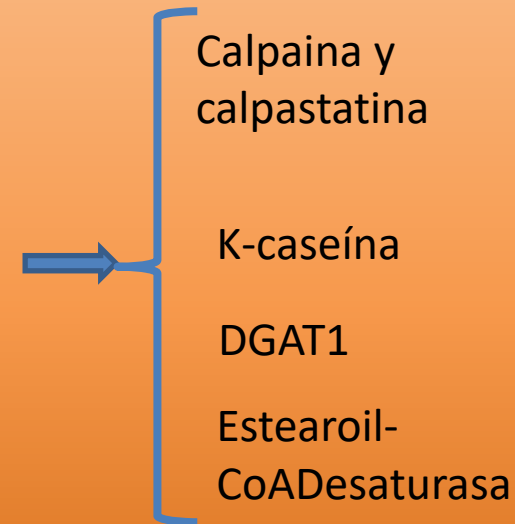 Calpaina y
calpastatina
K-caseína
DGAT1
Estearoil-
CoADesaturasa